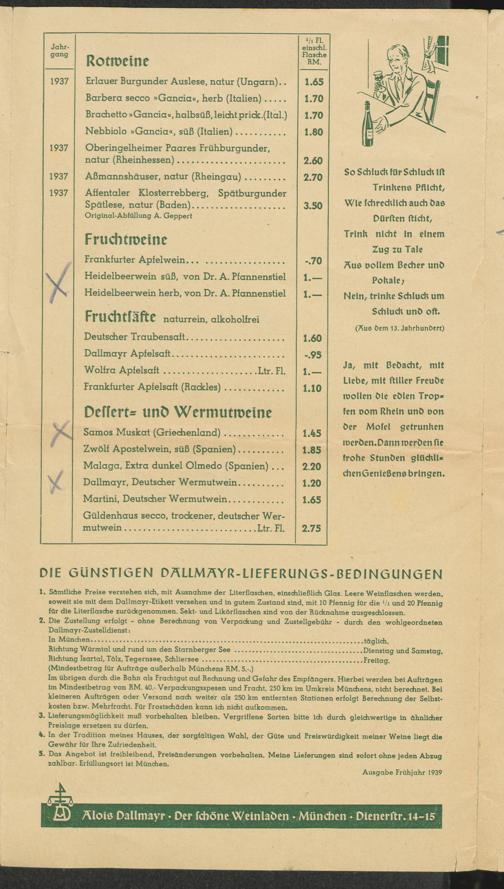 Jahr-
gang
Rotweine
1/1 Fl.
einschl.
Flasche
RM.
1937 Erlauer Burgunder Auslese, natur (Ungarn).. 1.65
Barbera secco »Gancia«, herb (Italien) ..... 1.70
Brachetto »Gancia«, halbsüß, leicht prick.(Ital.) 1.70
Nebbiolo »Gancia«, süß (Italien) ........... 1.80
1937 Oberingelheimer Paares Frühburgunder,
natur (Rheinhessen) ....................... 2.60
1937 Aßmannshäuser, natur (Rheingau) ......... 2.70
1937 Affentaler Klosterrebberg, Spätburgunder
Spätlese, natur (Baden)..................... 3.50
Original-Abfüllung A. Geppert
Fruchtweine
Frankfurter Apfelwein... .................. -.70
Heidelbeerwein süß, von Dr. A. Pfannenstiel 1.—
Heidelbeerwein herb, von Dr. A. Pfannenstiel 1.—
Fruchtsäfte naturrein, alkoholfrei
Deutscher Traubensaft....................... 1.60
Dallmayr Apfelsaft.......................... -.95
Wolfra Apfelsaft ....................Ltr. Fl. 1.—
Frankfurter Apfelsaft (Rackles) ............. 1.10
Dessert= und Wermutweine
Samos Muskat (Griechenland) .............. 1.45
Zwölf Apostelwein, süß (Spanien)........... 1.85
Malaga, Extra dunkel Olmedo (Spanien) ... 2.20
Dallmayr, Deutscher Wermutwein........... 1.20
Martini, Deutscher Wermutwein............. 1.65
Güldenhaus secco, trockener, deutscher Wer-
mutwein ..............................Ltr. Fl. 2.75
So Schluck für Schluck ist
Trinkens Pflicht,
Wie schrecklich auch das
Dürsten sticht,
Trink nicht in einem
Zug zu Tale
Aus vollem Becher und
Pokale;
Nein, trinke Schluck um
Schluck und oft.
(Aus dem 13. Jahrhundert)
Ja, mit Bedacht, mit
Liebe, mit stiller Freude
wollen die edlen Trop=
fen vom Rhein und von
der Mosel getrunken
werden. Dann werden sie
frohe Stunden glückli=
chen Genießens bringen.
DIE GÜNSTIGEN DALLMAYR-LIEFERUNGS-BEDINGUNGEN
1. Sämtliche Preise verstehen sich, mit Ausnahme der Literflaschen, einschließlich Glas. Leere Weinflaschen werden,
soweit sie mit dem Dallmayr-Etikett versehen und in gutem Zustand sind, mit 10 Pfennig für die 1/1 und 20 Pfennig
für die Literflasche zurückgenommen. Sekt- und Likörflaschen sind von der Rücknahme ausgeschlossen.
2. Die Zustellung erfolgt - ohne Berechnung von Verpackung und Zustellgebühr - durch den wohlgeordneten
Dallmayr-Zustelldienst:
In München..................................................täglich,
Richtung Würmtal und rund um den Starnberger See ..................Dienstag und Samstag,
Richtung Isartal, Tölz, Tegernsee, Schliersee ..................Freitag.
(Mindestbetrag für Aufträge außerhalb Münchens RM. 5.-.)
Im übrigen durch die Bahn als Frachtgut auf Rechnung und Gefahr des Empfängers. Hierbei werden bei Aufträgen
im Mindestbetrag von RM. 40.- Verpackungsspesen und Fracht, 250 km im Umkreis Münchens, nicht berechnet. Bei
kleineren Aufträgen oder Versand nach weiter als 250 km entfernten Stationen erfolgt Berechnung der Selbst-
kosten bzw. Mehrfracht. Für Frostschäden kann ich nicht aufkommen.
3. Lieferungsmöglichkeit muß vorbehalten bleiben. Vergriffene Sorten bitte ich durch gleichwertige in ähnlicher
Preislage ersetzen zu dürfen.
4. In der Tradition meines Hauses, der sorgfältigen Wahl, der Güte und Preiswürdigkeit meiner Weine liegt die
Gewähr für Ihre Zufriedenheit.
5. Das Angebot ist freibleibend, Preisänderungen vorbehalten. Meine Lieferungen sind sofort ohne jeden Abzug
zahlbar. Erfüllungsort ist München.
Ausgabe Frühjahr 1939
Alois Dallmayr · Der schöne Weinladen · München · Dienerstr. 14–15